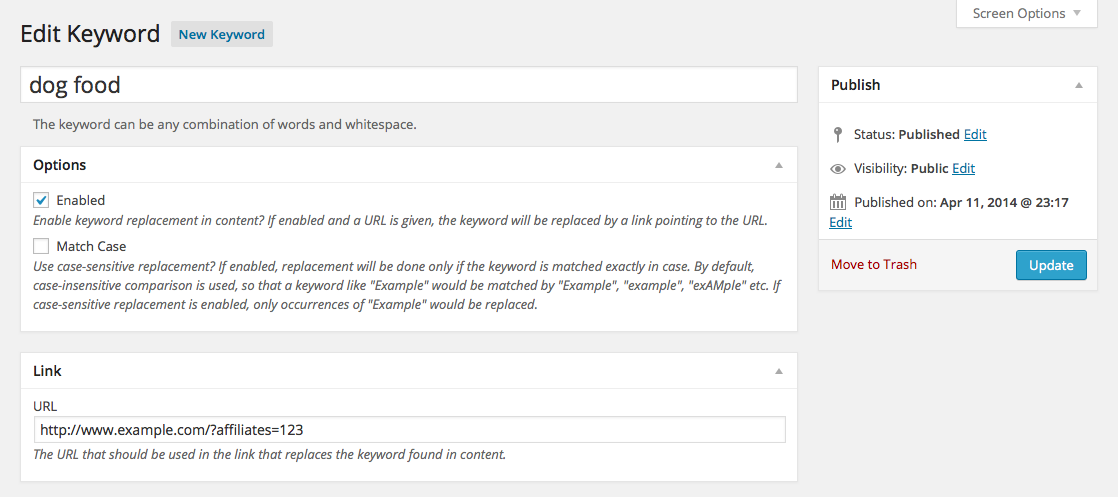 Screen Options
Edit Keyword New Keyword
dog food
The keyword can be any combination of words and whitespace.
Options
Enabled
Enable keyword replacement in content? If enabled and a URL is given, the keyword will be replaced by a link pointing to the URL.
Match Case
Use case-sensitive replacement? If enabled, replacement will be done only if the keyword is matched exactly in case. By default,
case-insensitive comparison is used, so that a keyword like "Example" would be matched by "Example", "example", "exAMple" etc. If
case-sensitive replacement is enabled, only occurrences of "Example" would be replaced.
Link
URL
http://www.example.com/?affiliates=123
The URL that should be used in the link that replaces the keyword found in content.
Publish
Status: Published Edit
Visibility: Public Edit
Published on: Apr 11, 2014 @ 23:17
Edit
Move to Trash Update